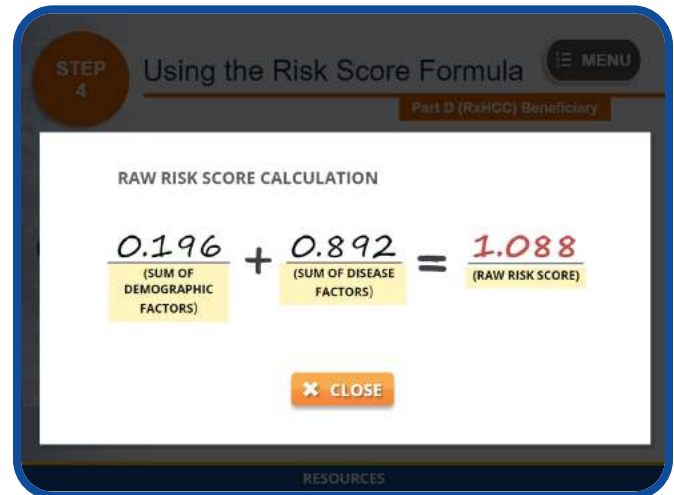 STEP
4
Using the Risk Score Formula
MENU
Part D (RxHCC) Beneficiary
RAW RISK SCORE CALCULATION
0.196 + 0.892 = 1.088
(SUM OF DEMOGRAPHIC FACTORS) (SUM OF DISEASE FACTORS) (RAW RISK SCORE)
CLOSE
RESOURCES